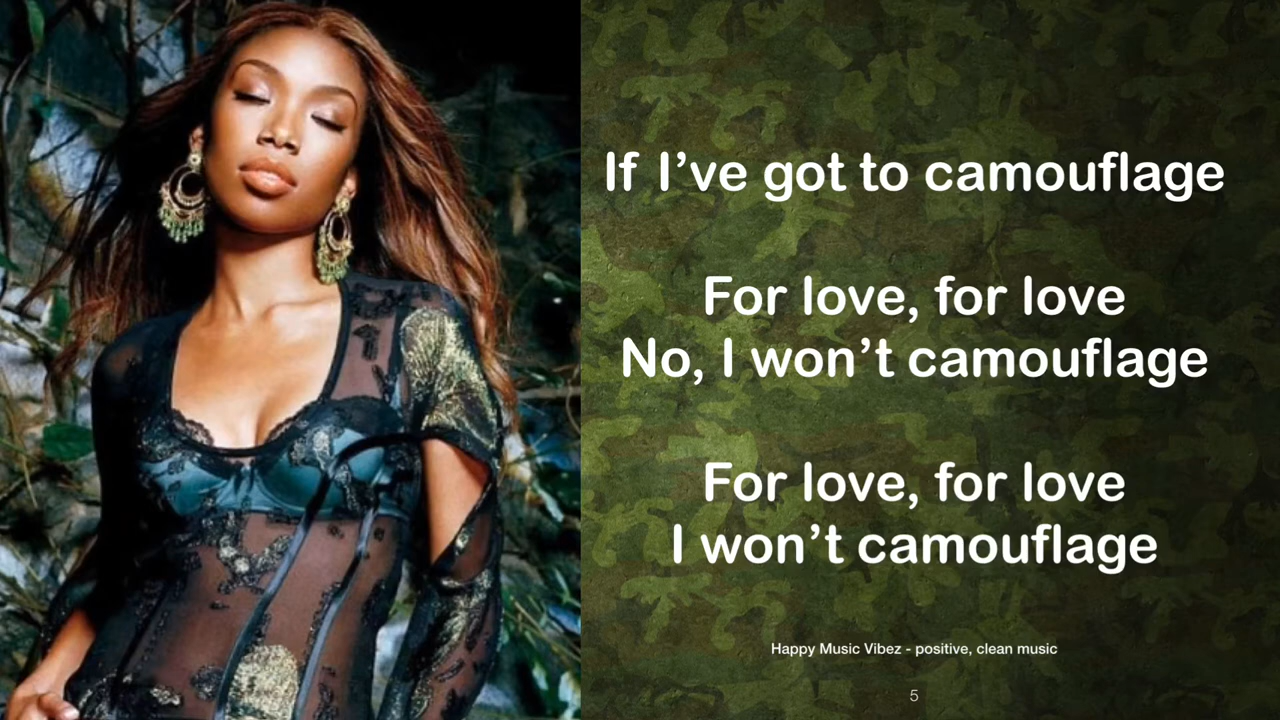 If I’ve got to camouflage
For love, for love
No, I won’t camouflage
For love, for love
I won’t camouflage
Happy Music Vibez - positive, clean music
5